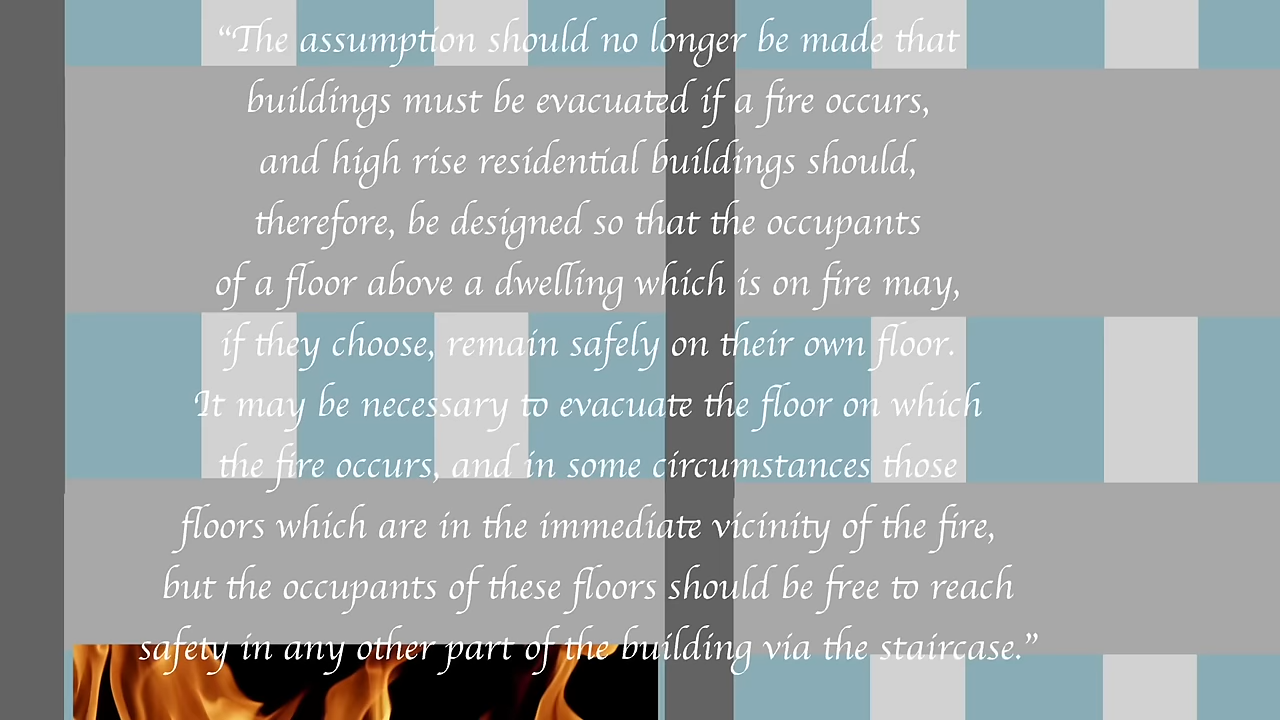 “The assumption should no longer be made that
buildings must be evacuated if a fire occurs,
and high rise residential buildings should,
therefore, be designed so that the occupants
of a floor above a dwelling which is on fire may,
if they choose, remain safely on their own floor.
It may be necessary to evacuate the floor on which
the fire occurs, and in some circumstances those
floors which are in the immediate vicinity of the fire,
but the occupants of these floors should be free to reach
safety in any other part of the building via the staircase.”